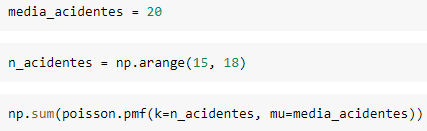 media_acidentes = 20
n_acidentes = np.arange(15, 18)
np.sum(poisson.pmf(k=n_acidentes, mu=media_acidentes))